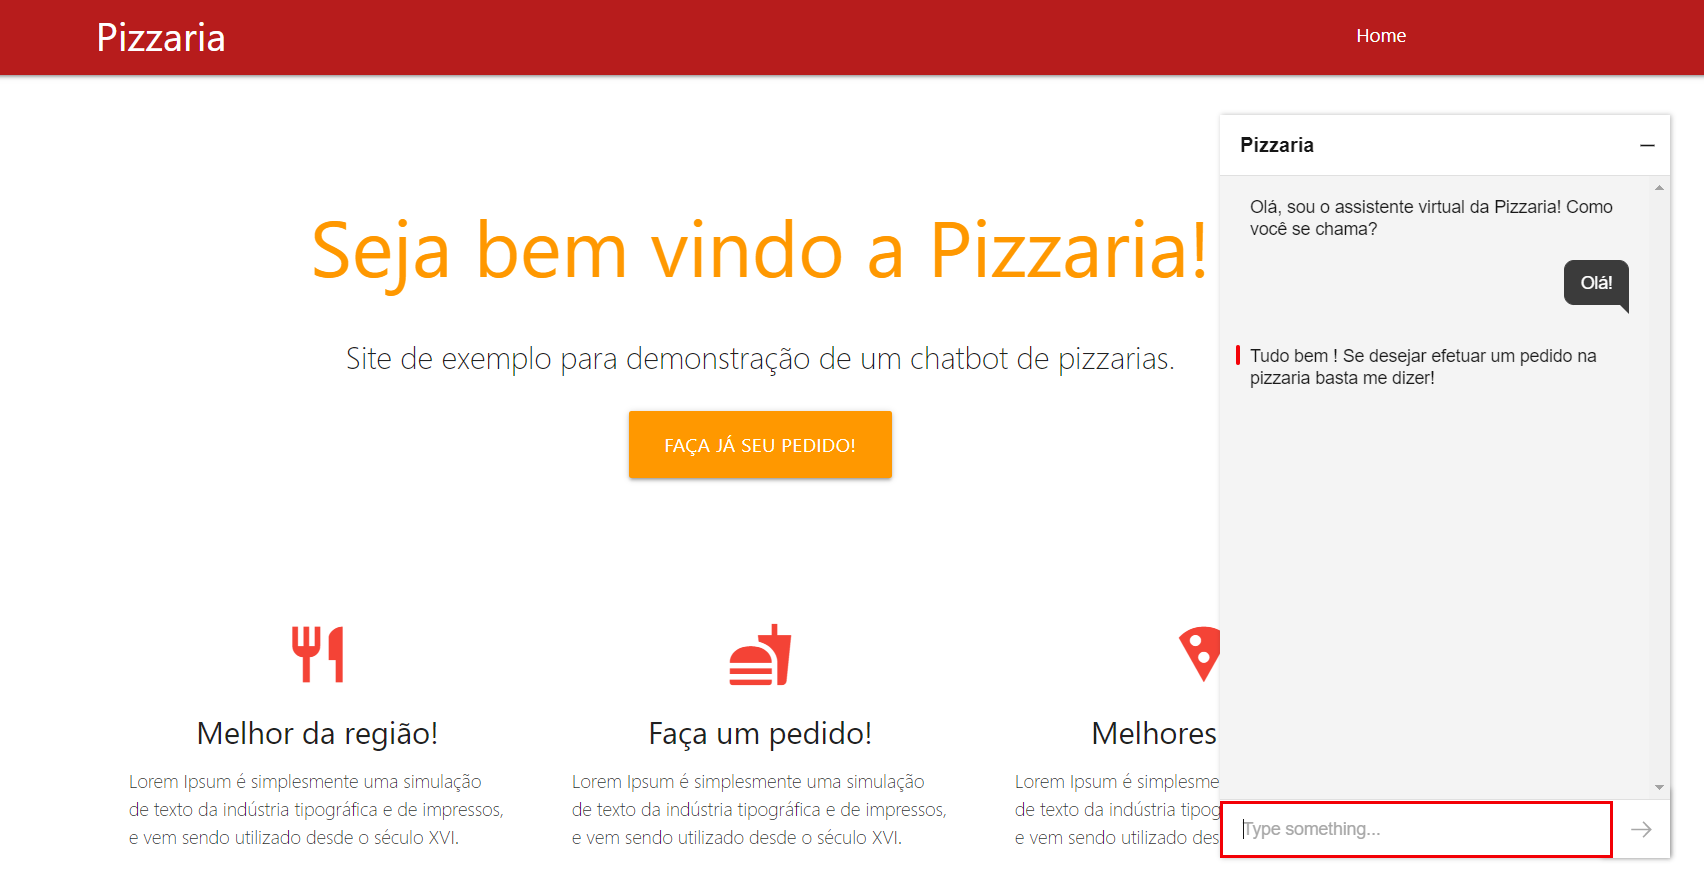 Pizzaria
Home
Seja bem vindo a Pizzaria!
Site de exemplo para demonstração de um chatbot de pizzarias.
FAÇA JÁ SEU PEDIDO!
Melhor da região!
Lorem Ipsum é simplesmente uma simulação
de texto da indústria tipográfica e de impressos,
e vem sendo utilizado desde o século XVI.
Faça um pedido!
Lorem Ipsum é simplesmente uma simulação
de texto da indústria tipográfica e de impressos,
e vem sendo utilizado desde o século XVI.
Melhores
Lorem Ipsum é simplesme
de texto da indústria tipog
e vem sendo utilizado des
Pizzaria
Olá, sou o assistente virtual da Pizzaria! Como
você se chama?
Olá!
Tudo bem ! Se desejar efetuar um pedido na
pizzaria basta me dizer!
Type something...